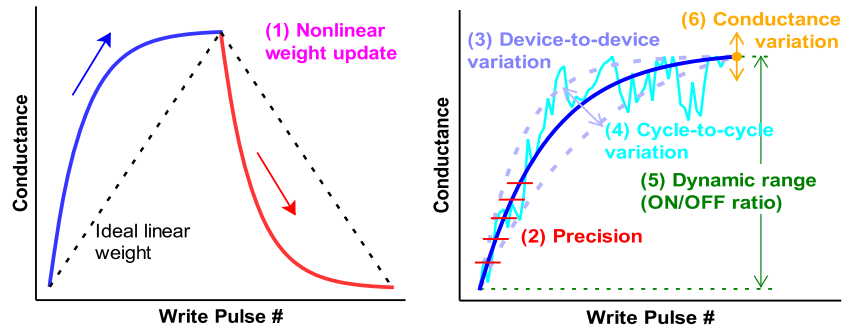 (1) Nonlinear
weight update
Ideal linear
weight
Conductance
Write Pulse #
(6) Conductance
variation
(3) Device-to-device
variation
(4) Cycle-to-cycle
variation
(5) Dynamic range
(ON/OFF ratio)
(2) Precision
Conductance
Write Pulse #